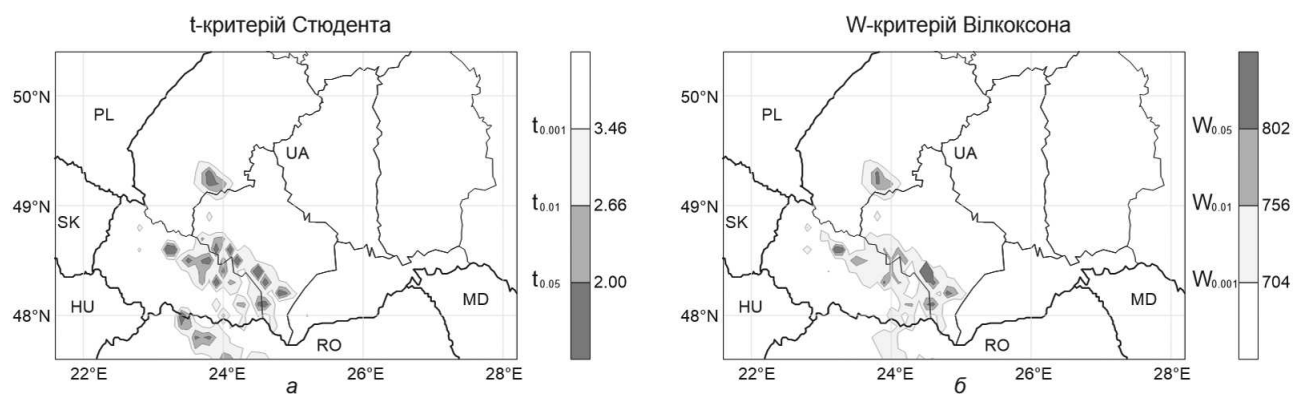 t-критерій Стюдента
50°N
49°N
48°N
22°E
24°E
26°E
28°E
PL
UA
SK
HU
RO
MD
t0.001
3.46
t0.01
2.66
t0.05
2.00
а
W-критерій Вілкоксона
50°N
49°N
48°N
22°E
24°E
26°E
28°E
PL
UA
SK
HU
RO
MD
W0.05
802
W0.01
756
W0.001
704
б